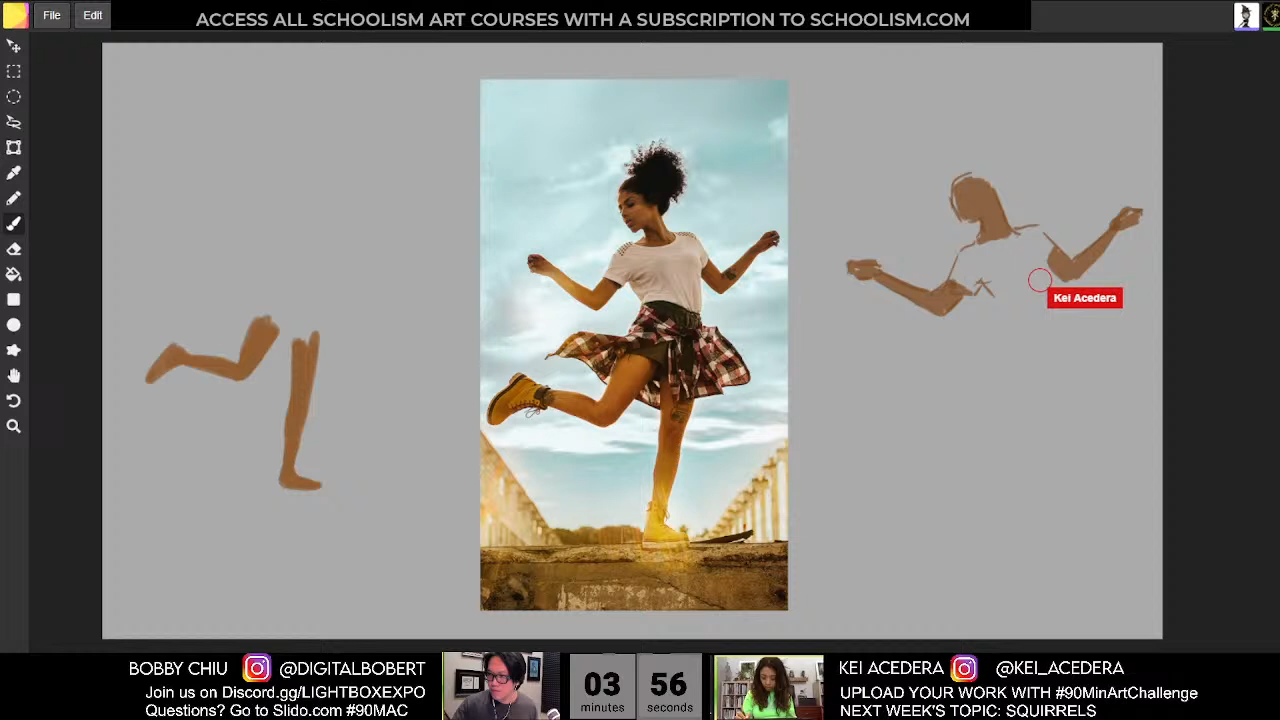 File
Edit
ACCESS ALL SCHOOLISM ART COURSES WITH A SUBSCRIPTION TO SCHOOLISM.COM
Kei Acedera
BOBBY CHIU @DIGITALBOBERT
Join us on Discord.gg/LIGHTBOXEXPO
Questions? Go to Slido.com #90MAC
03 56
minutes seconds
KEI ACEDERA @KEI_ACEDERA
UPLOAD YOUR WORK WITH #90MinArtChallenge
NEXT WEEK'S TOPIC: SQUIRRELS